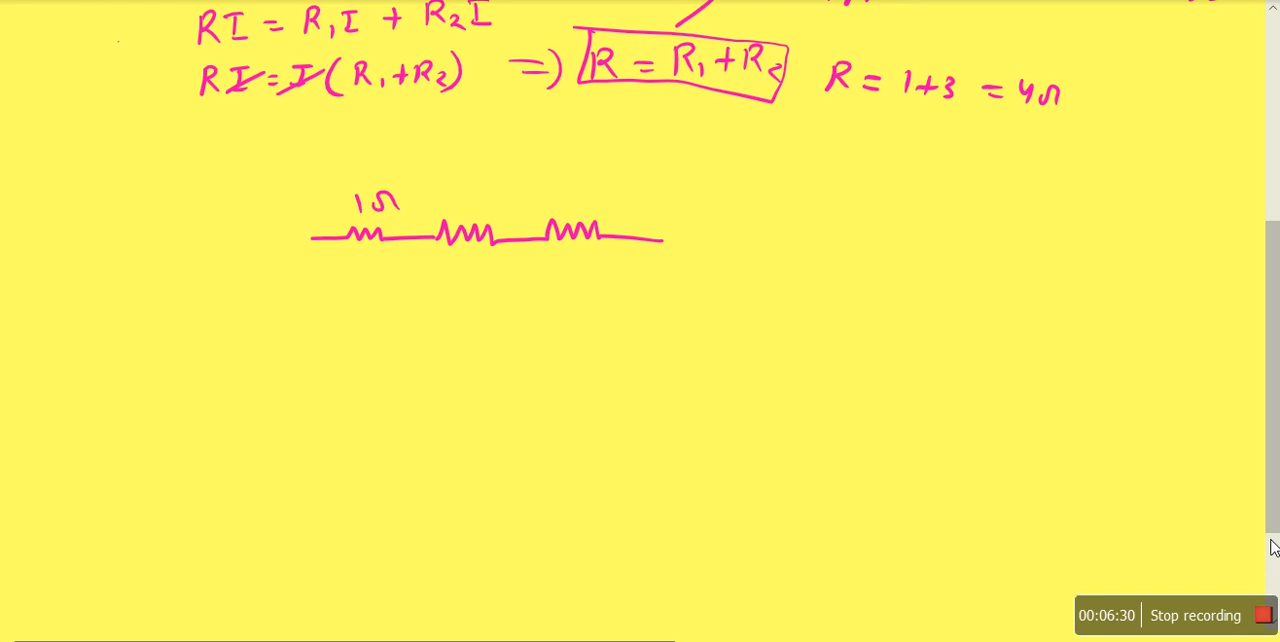 RI = R₁I + R₂I
RI = I(R₁+R₂) => R = R₁+R₂ R = 1+3 = 4Ω
1Ω
00:06:30 Stop recording